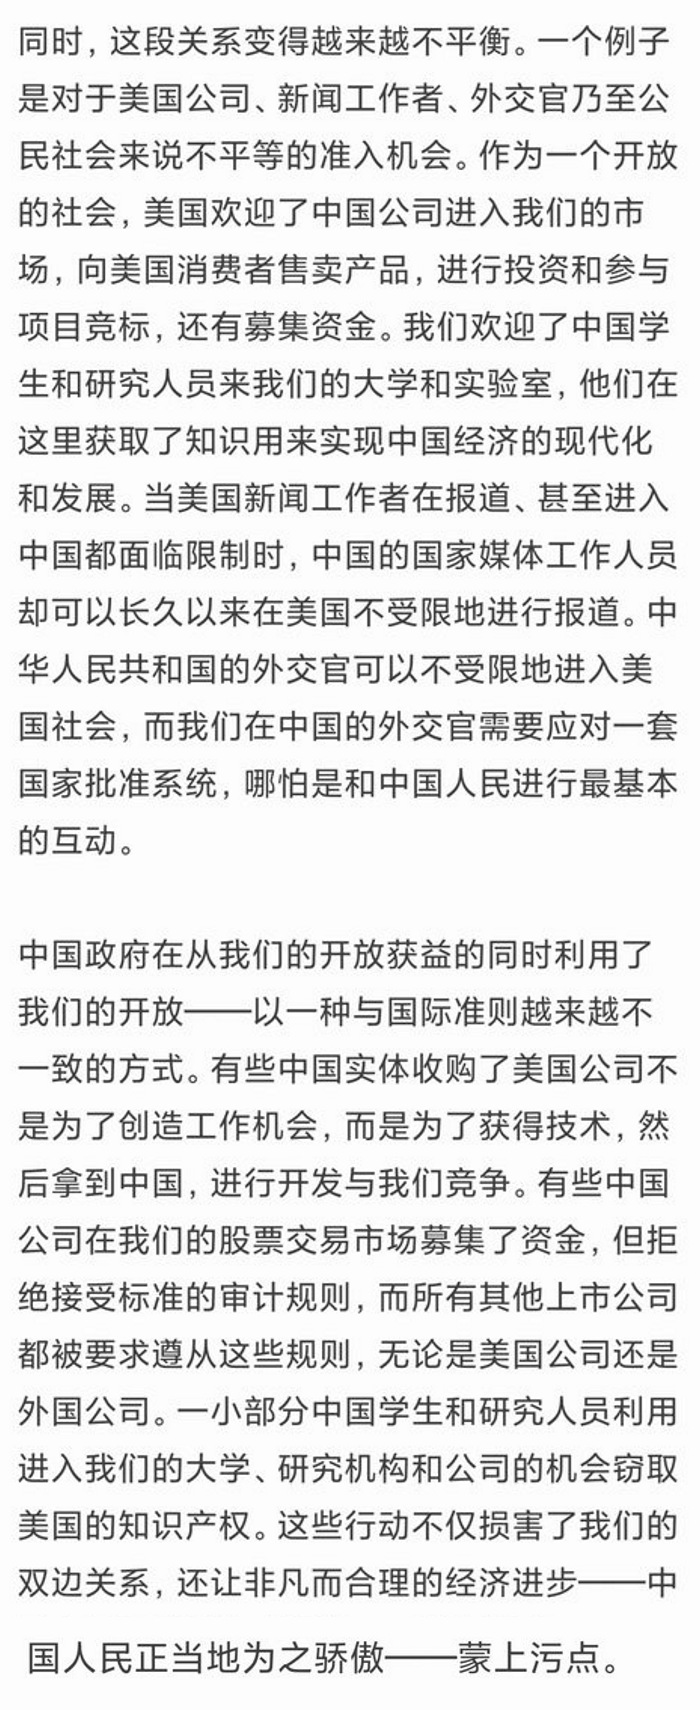 同时，这段关系变得越来越不平衡。一个例子
是对于美国公司、新闻工作者、外交官乃至公
民社会来说不平等的准入机会。作为一个开放
的社会，美国欢迎了中国公司进入我们的市
场，向美国消费者售卖产品，进行投资和参与
项目竞标，还有募集资金。我们欢迎了中国学
生和研究人员来我们的大学和实验室，他们在
这里获取了知识用来实现中国经济的现代化
和发展。当美国新闻工作者在报道、甚至进入
中国都面临限制时，中国的国家媒体工作人员
却可以长久以来在美国不受限地进行报道。中
华人民共和国的外交官可以不受限地进入美
国社会，而我们在中国的外交官需要应对一套
国家批准系统，哪怕是和中国人民进行最基本
的互动。
中国政府在从我们的开放获益的同时利用了
我们的开放——以一种与国际准则越来越不
一致的方式。有些中国实体收购了美国公司不
是为了创造工作机会，而是为了获得技术，然
后拿到中国，进行开发与我们竞争。有些中国
公司在我们的股票交易市场募集了资金，但拒
绝接受标准的审计规则，而所有其他上市公司
都被要求遵从这些规则，无论是美国公司还是
外国公司。一小部分中国学生和研究人员利用
进入我们的大学、研究机构和公司的机会窃取
美国的知识产权。这些行动不仅损害了我们的
双边关系，还让非凡而合理的经济进步——中
国人民正当地为之骄傲——蒙上污点。